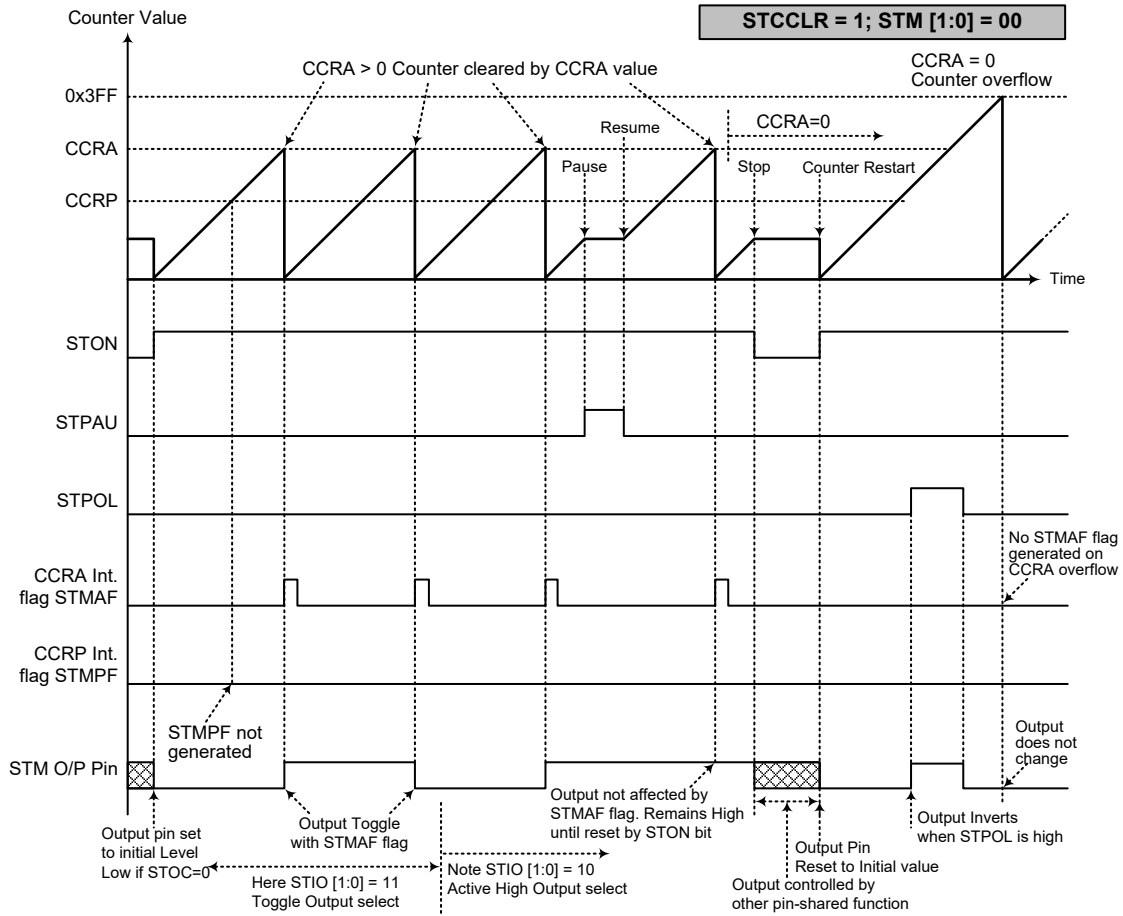 Counter Value
STCCLR = 1; STM [1:0] = 00
CCRA > 0 Counter cleared by CCRA value
CCRA = 0
Counter overflow
0x3FF
CCRA=0
Resume
CCRA
Pause
Stop
Counter Restart
CCRP
Time
STON
STPAU
STPOL
No STMAF flag
generated on
CCRA overflow
CCRA Int.
flag STMAF
CCRP Int.
flag STMPF
STMPF not
generated
Output
does not
change
STM O/P Pin
Output pin set
to initial Level
Low if STOC=0
Output Toggle
with STMAF flag
Here STIO [1:0] = 11
Toggle Output select
Note STIO [1:0] = 10
Active High Output select
Output not affected by
STMAF flag. Remains High
until reset by STON bit
Output Pin
Reset to Initial value
Output controlled by
other pin-shared function
Output Inverts
when STPOL is high